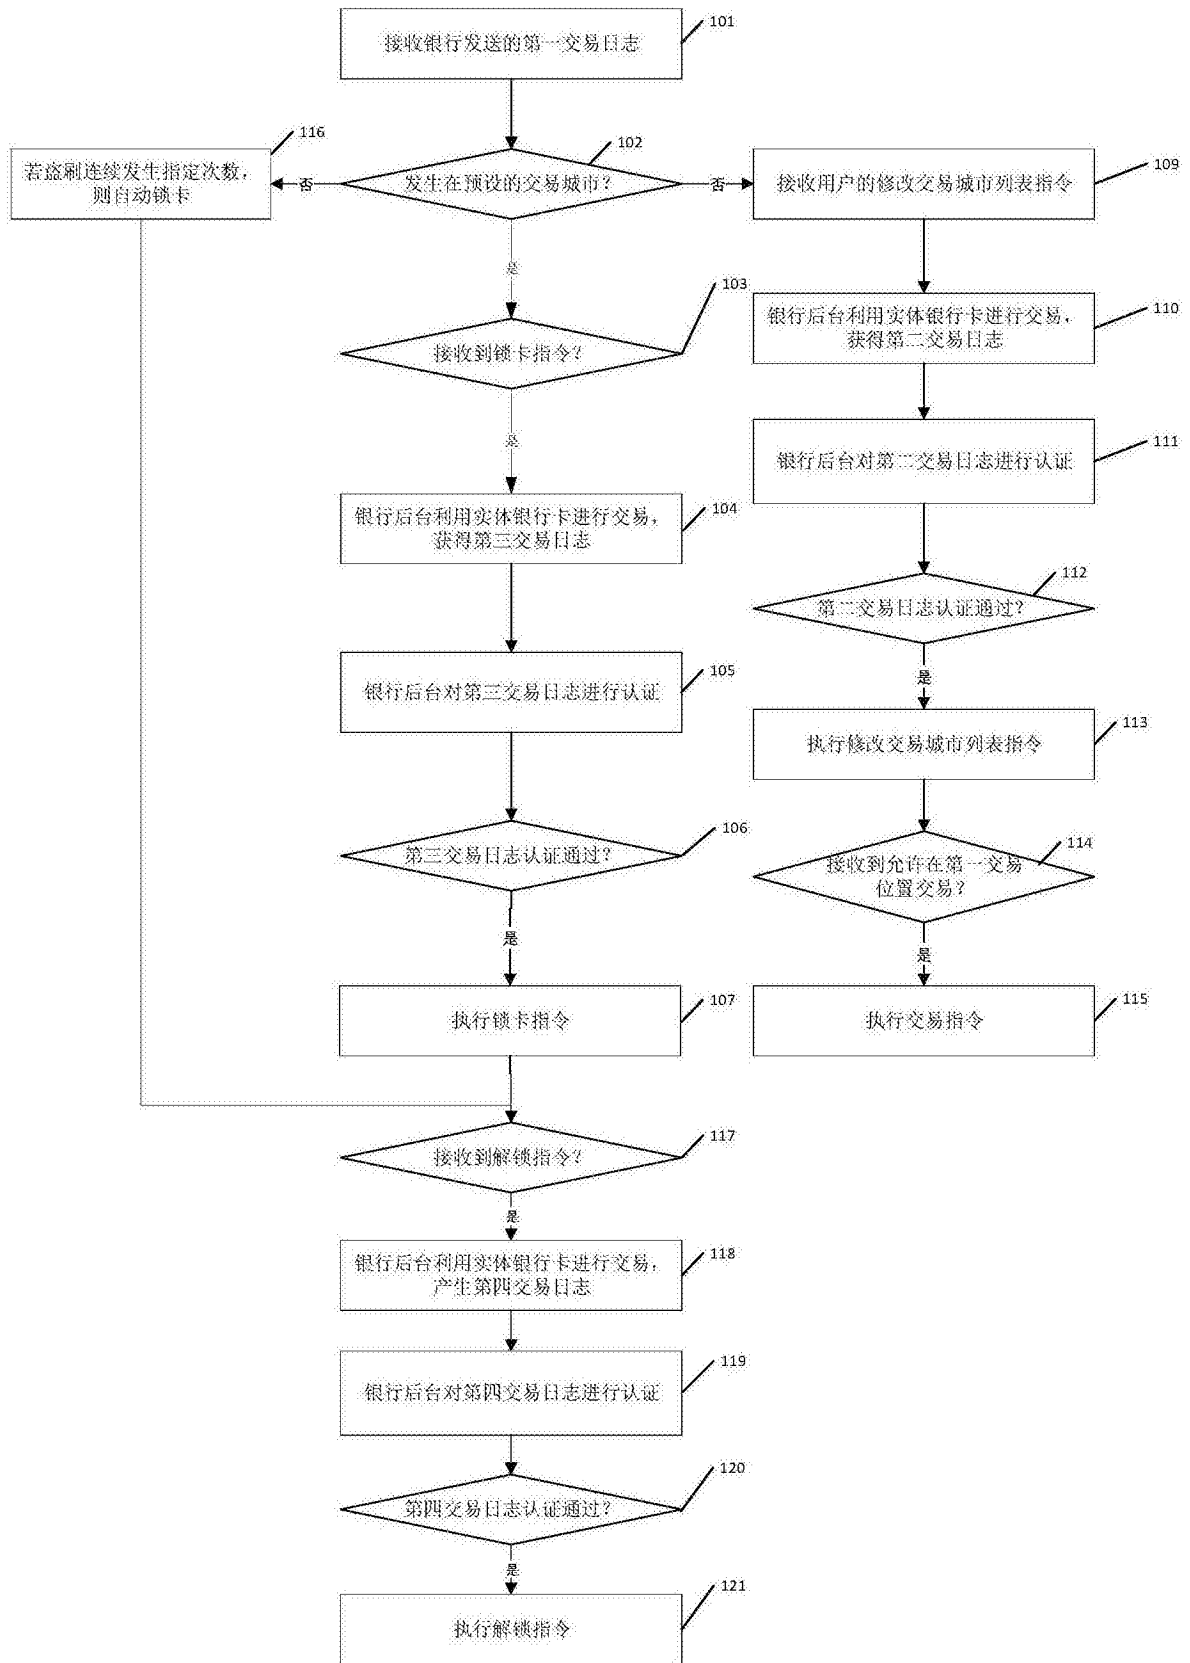 101
接收银行发送的第一交易日志
116
102
109
若盗刷连续发生指定次数，
则自动锁卡
否
发生在预设的交易城市？
否
接收用户的修改交易城市列表指令
是
103
110
银行后台利用实体银行卡进行交易，
获得第二交易日志
接收到锁卡指令？
是
111
银行后台对第二交易日志进行认证
104
银行后台利用实体银行卡进行交易，
获得第三交易日志
112
第二交易日志认证通过？
105
银行后台对第三交易日志进行认证
是
113
执行修改交易城市列表指令
106
第三交易日志认证通过？
114
接收到允许在第一交易
位置交易？
是
是
107
执行锁卡指令
115
执行交易指令
117
接收到解锁指令？
是
118
银行后台利用实体银行卡进行交易，
产生第四交易日志
119
银行后台对第四交易日志进行认证
120
第四交易日志认证通过？
是
121
执行解锁指令